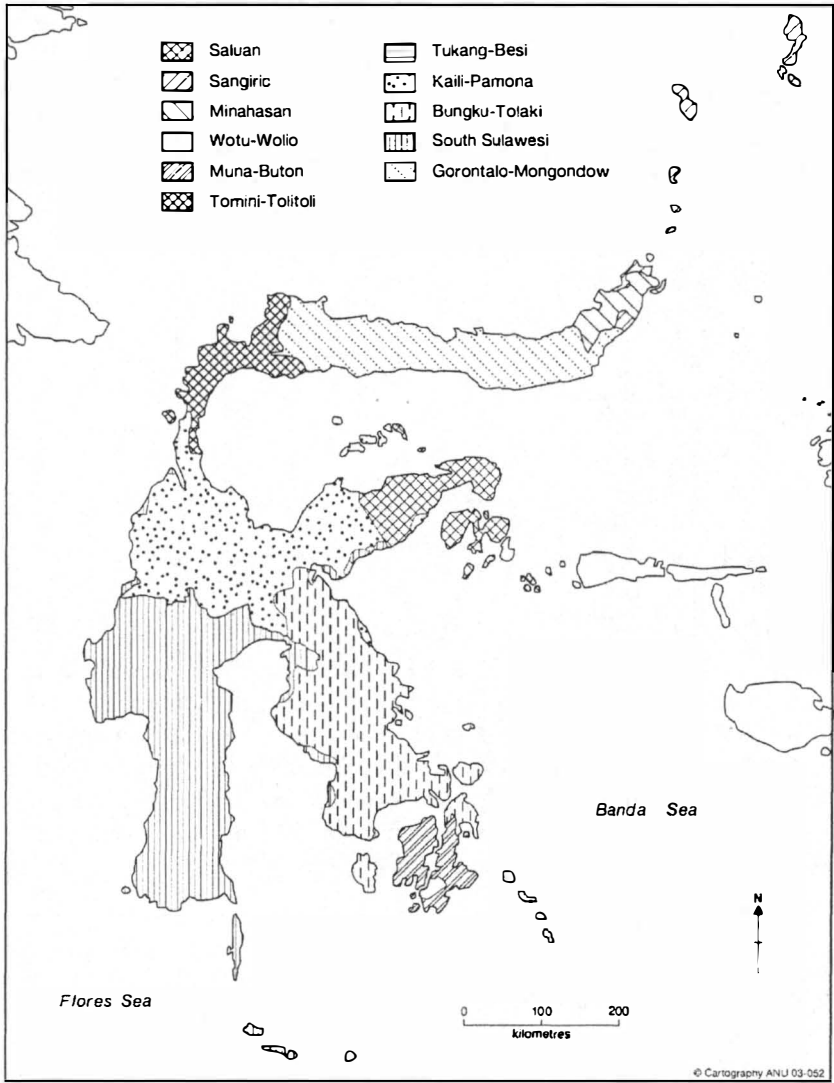 Saluan
Sangiric
Minahasan
Wotu-Wolio
Muna-Buton
Tomini-Tolitoli
Tukang-Besi
Kaili-Pamona
Bungku-Tolaki
South Sulawesi
Gorontalo-Mongondow
Banda Sea
N
Flores Sea
0 100 200
kilometres
© Cartography ANU 03-052